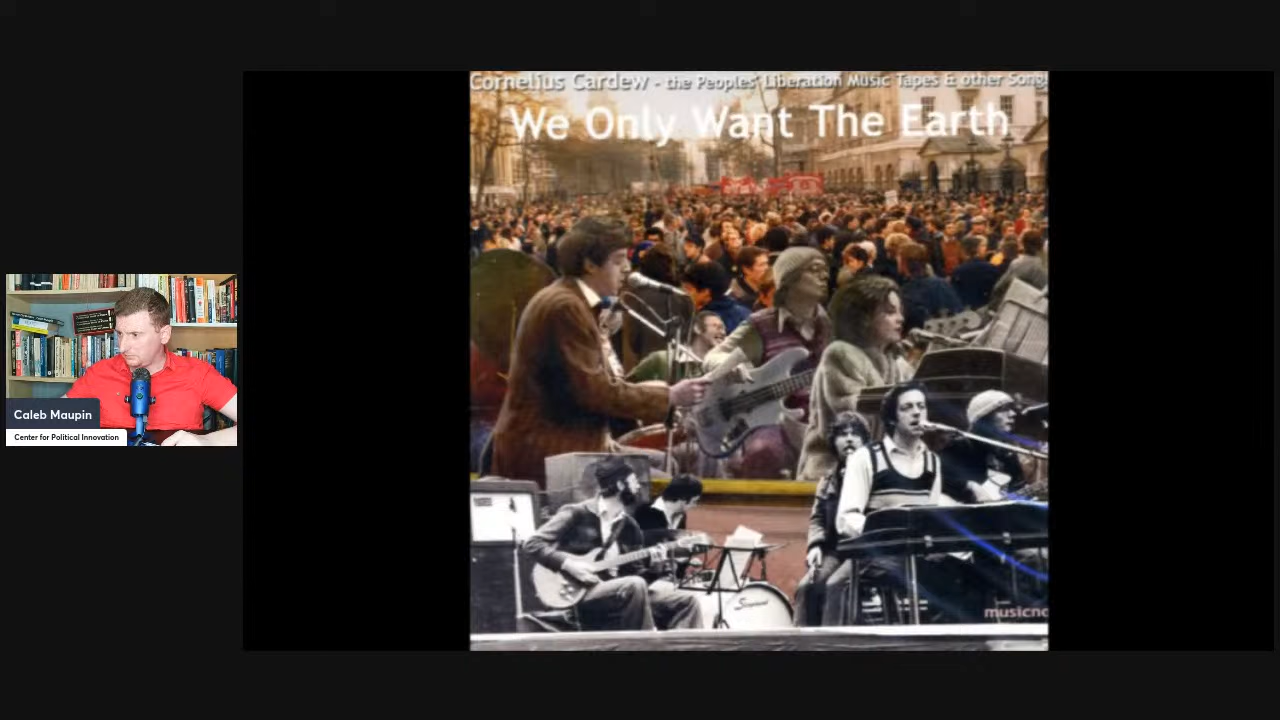 Cornelius Cardew - the Peoples' Liberation Music Tapes & other Song
We Only Want The Earth
Caleb Maupin
Center for Political Innovation
musicno